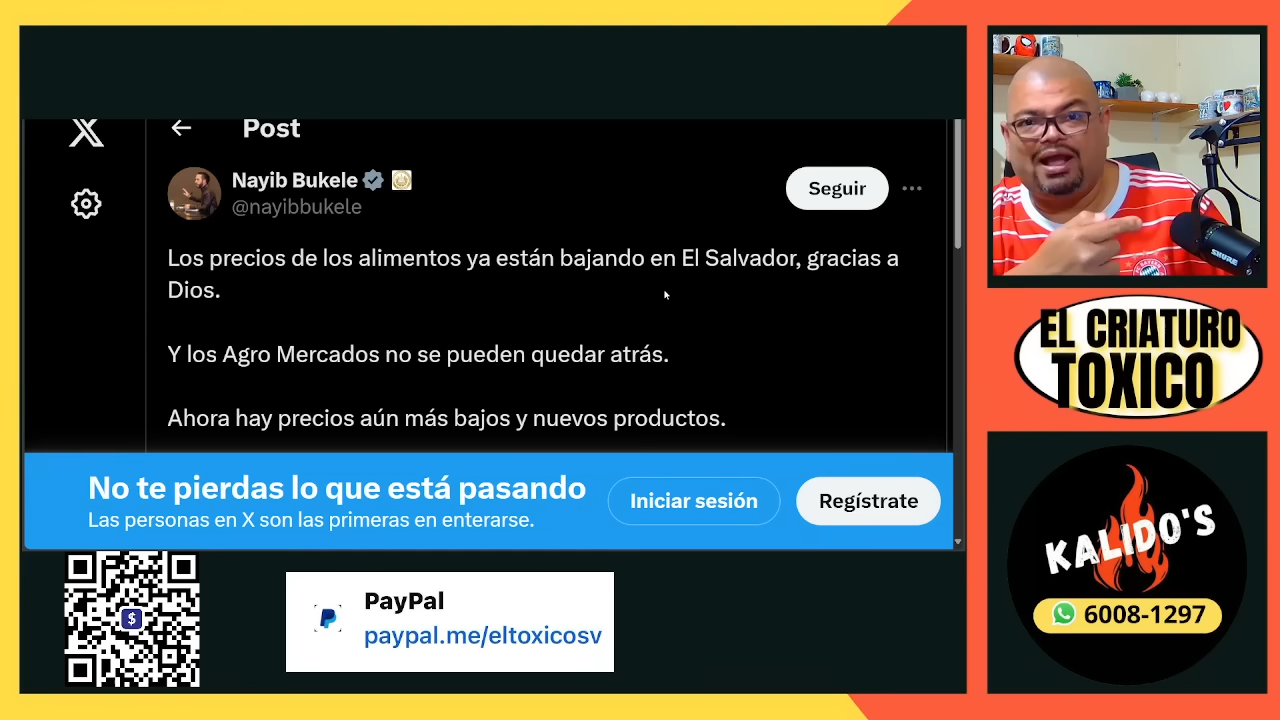 Post
Nayib Bukele
@nayibbukele
Seguir
Los precios de los alimentos ya están bajando en El Salvador, gracias a
Dios.
Y los Agro Mercados no se pueden quedar atrás.
Ahora hay precios aún más bajos y nuevos productos.
No te pierdas lo que está pasando
Las personas en X son las primeras en enterarse.
Iniciar sesión
Regístrate
$
PayPal
paypal.me/eltoxicosv
SHURE
EL CRIATURO
TOXICO
KALIDO'S
6008-1297